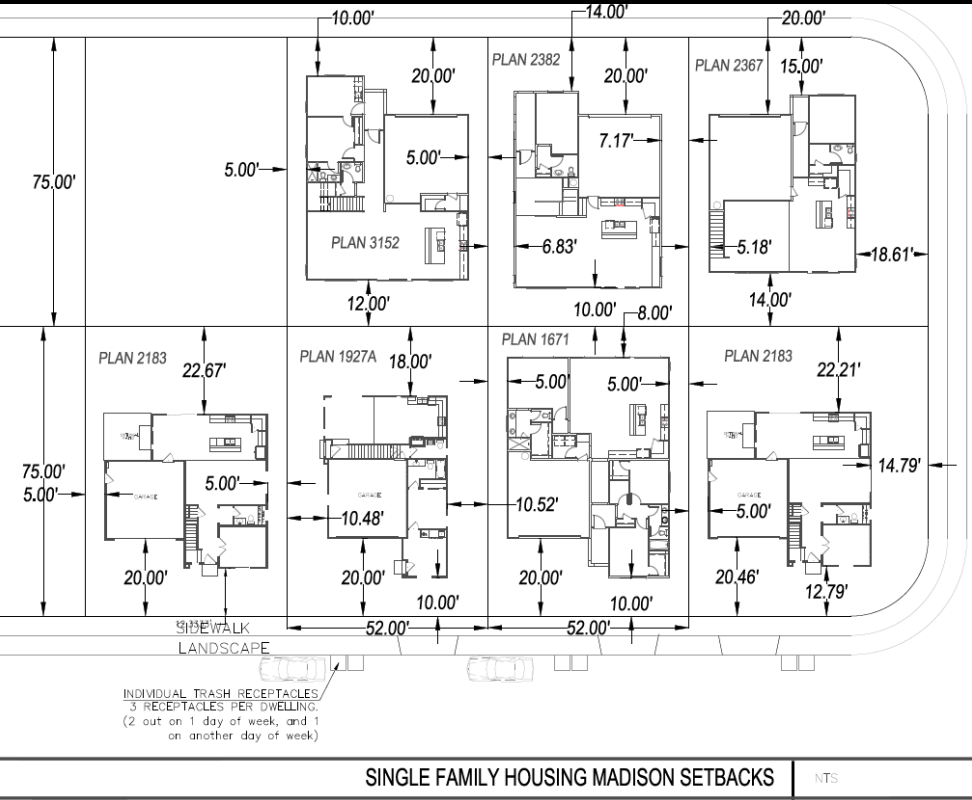 10.00'
14.00'
20.00'
PLAN 2382
PLAN 2367
20.00'
20.00'
15.00'
7.17'
5.00'
5.00'
75.00'
PLAN 3152
6.83'
5.18'
18.61'
12.00'
10.00'
8.00'
14.00'
PLAN 2183
PLAN 1927A
PLAN 1671
PLAN 2183
22.67'
18.00'
22.21'
5.00'
5.00'
75.00'
5.00'
5.00'
14.79'
GARAGE
GARAGE
GARAGE
10.48'
10.52'
5.00'
20.00'
20.00'
20.00'
20.46'
12.79'
10.00'
10.00'
SIDEWALK
52.00'
52.00'
LANDSCAPE
INDIVIDUAL TRASH RECEPTACLES
3 RECEPTACLES PER DWELLING.
(2 out on 1 day of week, and 1
on another day of week)
SINGLE FAMILY HOUSING MADISON SETBACKS
NTS